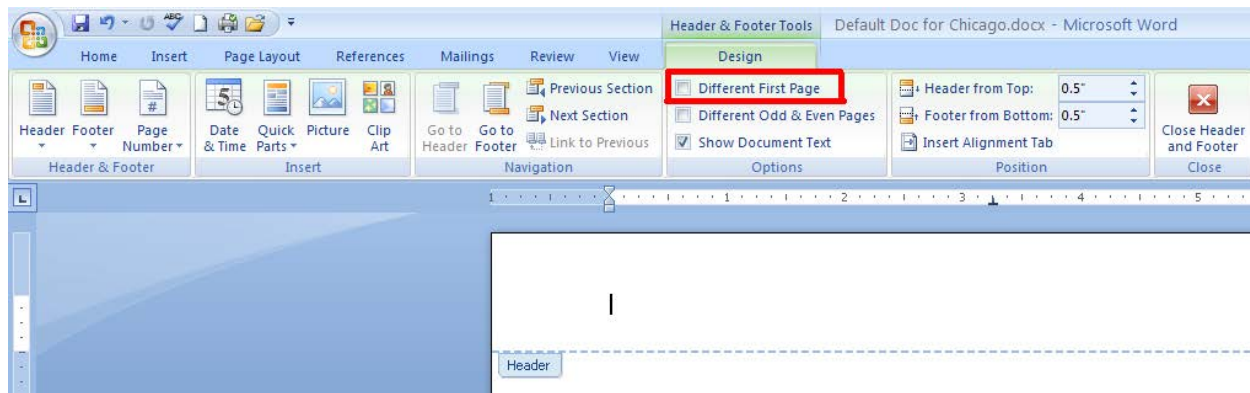 ABC
Header & Footer Tools Default Doc for Chicago.docx - Microsoft Word
Home Insert Page Layout References Mailings Review View Design
Header Footer Page Number
#
Header & Footer
5
Date & Time Quick Parts Picture Clip Art
Insert
Go to Header Go to Footer
Previous Section
Next Section
Link to Previous
Navigation
Different First Page
Different Odd & Even Pages
Show Document Text
Options
Header from Top: 0.5"
Footer from Bottom: 0.5"
Insert Alignment Tab
Position
Close Header and Footer
Close
L
1 1 2 3 4 5
Header